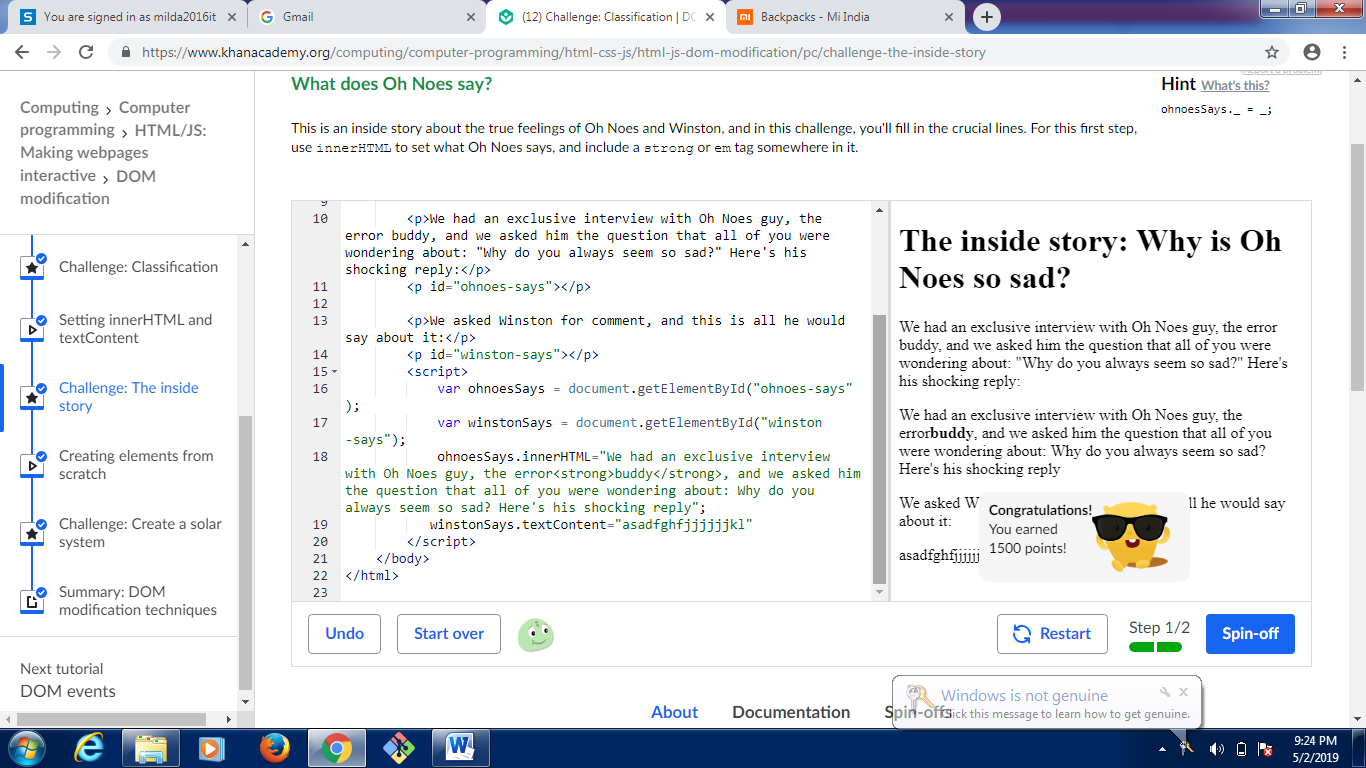 You are signed in as milda2016it
Gmail
(12) Challenge: Classification | DC
Backpacks - Mi India
https://www.khanacademy.org/computing/computer-programming/html-css-js/html-js-dom-modification/pc/challenge-the-inside-story
Computing > Computer
programming > HTML/JS:
Making webpages
interactive > DOM
modification
Challenge: Classification
Setting innerHTML and
textContent
Challenge: The inside
story
Creating elements from
scratch
Challenge: Create a solar
system
Summary: DOM
modification techniques
Next tutorial
DOM events
What does Oh Noes say?
This is an inside story about the true feelings of Oh Noes and Winston, and in this challenge, you'll fill in the crucial lines. For this first step,
use innerHTML to set what Oh Noes says, and include a strong or em tag somewhere in it.
Report a problem
Hint What's this?
ohnoesSays._ = _;
9
10 <p>We had an exclusive interview with Oh Noes guy, the
error buddy, and we asked him the question that all of you were
wondering about: "Why do you always seem so sad?" Here's his
shocking reply:</p>
11 <p id="ohnoes-says"></p>
12
13 <p>We asked Winston for comment, and this is all he would
say about it:</p>
14 <p id="winston-says"></p>
15 <script>
16 var ohnoesSays = document.getElementById("ohnoes-says"
);
17 var winstonSays = document.getElementById("winston
-says");
18 ohnoesSays.innerHTML="We had an exclusive interview
with Oh Noes guy, the error<strong>buddy</strong>, and we asked him
the question that all of you were wondering about: Why do you
always seem so sad? Here's his shocking reply";
19 winstonSays.textContent="asadfghfjjjjjjkl"
20 </script>
21 </body>
22 </html>
23
The inside story: Why is Oh
Noes so sad?
We had an exclusive interview with Oh Noes guy, the error
buddy, and we asked him the question that all of you were
wondering about: "Why do you always seem so sad?" Here's
his shocking reply:
We had an exclusive interview with Oh Noes guy, the
errorbuddy, and we asked him the question that all of you
were wondering about: Why do you always seem so sad?
Here's his shocking reply
We asked W ll he would say
about it:
asadfghfjjjjjj
Congratulations!
You earned
1500 points!
Undo
Start over
Restart
Step 1/2
Spin-off
About
Documentation
Spin-offs
Windows is not genuine
Click this message to learn how to get genuine.
9:24 PM
5/2/2019